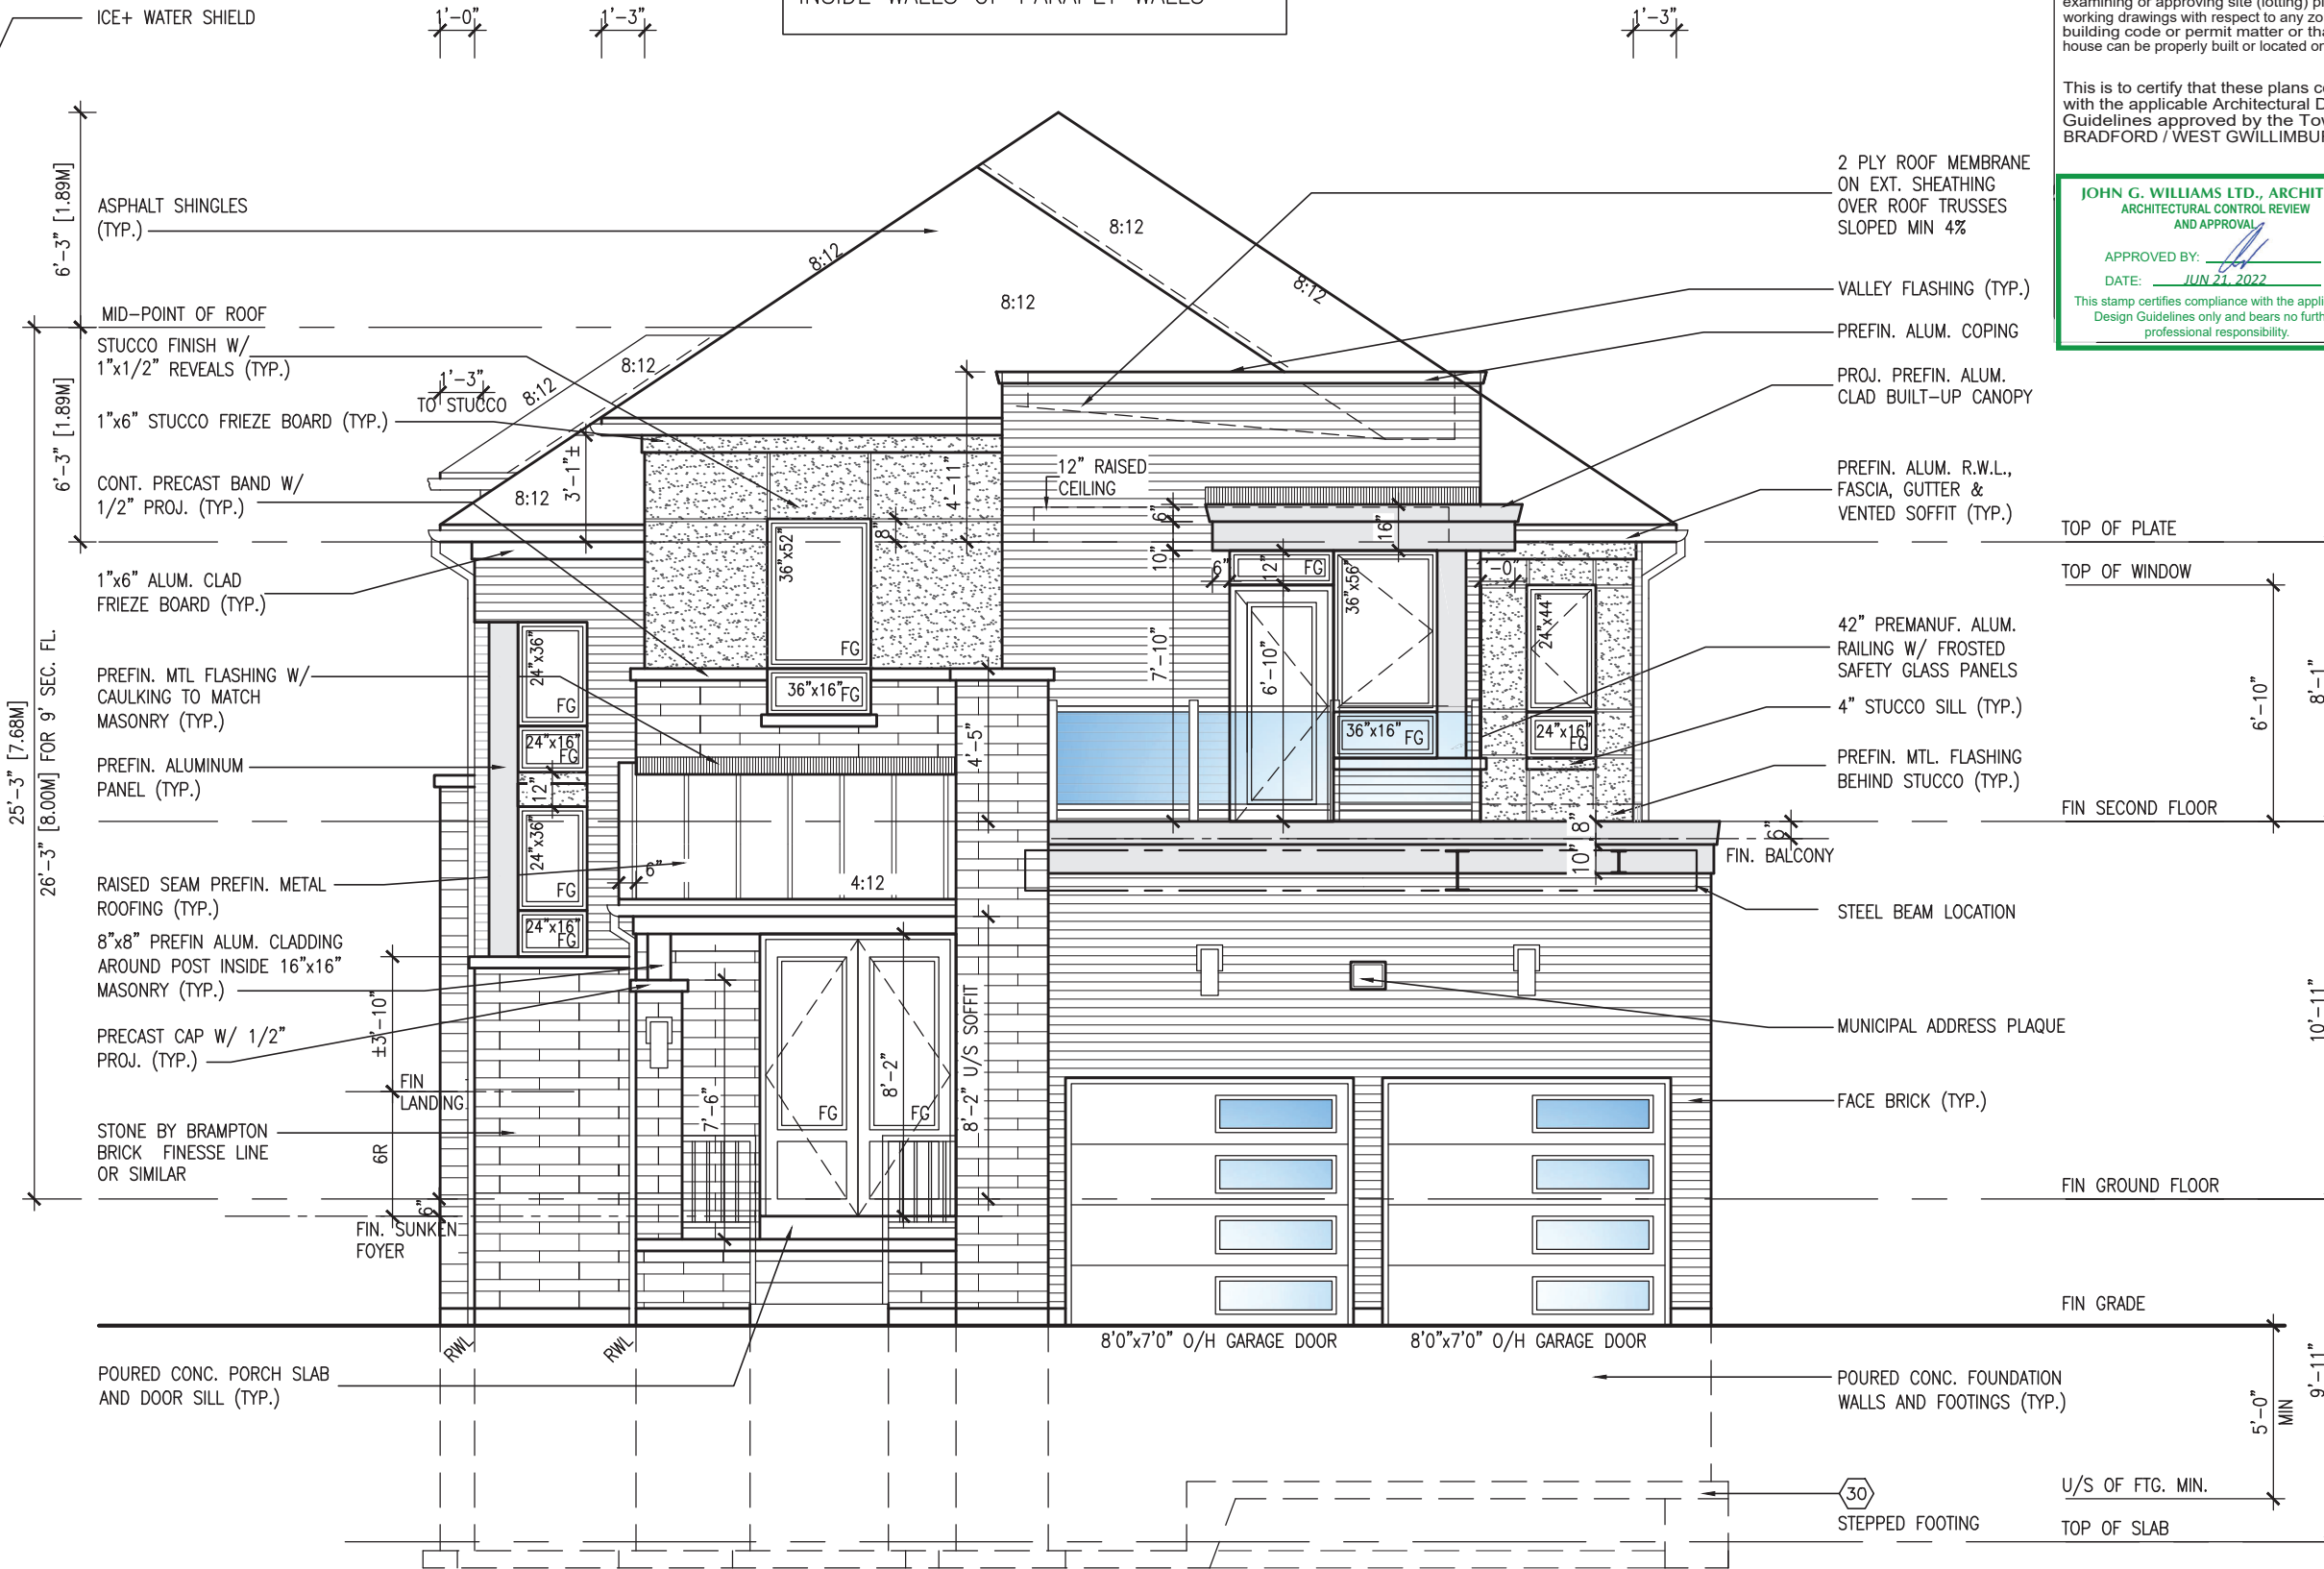 ICE+ WATER SHIELD
1'-0"
1'-3"
INSIDE WALLS OF PARAPET WALLS
1'-3"
examining or approving site (lotting)
working drawings with respect to any
building code or permit matter or
house can be properly built or located
This is to certify that these plans
with the applicable Architectural
Guidelines approved by the
BRADFORD / WEST
JOHN G. WILLIAMS LTD.,
ARCHITECTURAL CONTROL REVIEW
AND APPROVAL
APPROVED BY:
DATE: JUN 21, 2022
This stamp certifies compliance with the
Design Guidelines only and bears no
professional responsibility.
6'-3" [1.89M]
6'-3" [1.89M]
25'-3" [7.68M]
26'-3" [8.00M] FOR 9' SEC. FL.
ASPHALT SHINGLES
(TYP.)
MID-POINT OF ROOF
STUCCO FINISH W/
1"x1/2" REVEALS (TYP.)
1"x6" STUCCO FRIEZE BOARD (TYP.)
CONT. PRECAST BAND W/
1/2" PROJ. (TYP.)
1"x6" ALUM. CLAD
FRIEZE BOARD (TYP.)
PREFIN. MTL FLASHING W/
CAULKING TO MATCH
MASONRY (TYP.)
PREFIN. ALUMINUM
PANEL (TYP.)
RAISED SEAM PREFIN. METAL
ROOFING (TYP.)
8"x8" PREFIN ALUM. CLADDING
AROUND POST INSIDE 16"x16"
MASONRY (TYP.)
PRECAST CAP W/ 1/2"
PROJ. (TYP.)
STONE BY BRAMPTON
BRICK FINESSE LINE
OR SIMILAR
POURED CONC. PORCH SLAB
AND DOOR SILL (TYP.)
8:12
8:12
8:12
8:12
8:12
8:12
8:12
1'-3"
TO STUCCO
3'-1"±
4'-11"
12" RAISED
CEILING
36"x52"
FG
8"
36"x16" FG
24"x36"
FG
24"x16"
FG
12"
24"x36"
FG
24"x16"
FG
6"
4:12
4'-5"
6"
10"
7'-10"
6"
12"
FG
16"
36"x56"
6'-10"
36"x16" FG
-0"
24"x44"
24"x16"
FG
8"
10"
6"
FIN. BALCONY
±3'-10"
FIN
LANDING
6R
6"
FIN. SUNKEN
FOYER
7'-6"
FG
8'-2"
FG
8'-2" U/S SOFFIT
RWL
RWL
8'0"x7'0" O/H GARAGE DOOR
8'0"x7'0" O/H GARAGE DOOR
2 PLY ROOF MEMBRANE
ON EXT. SHEATHING
OVER ROOF TRUSSES
SLOPED MIN 4%
VALLEY FLASHING (TYP.)
PREFIN. ALUM. COPING
PROJ. PREFIN. ALUM.
CLAD BUILT-UP CANOPY
PREFIN. ALUM. R.W.L.,
FASCIA, GUTTER &
VENTED SOFFIT (TYP.)
42" PREMANUF. ALUM.
RAILING W/ FROSTED
SAFETY GLASS PANELS
4" STUCCO SILL (TYP.)
PREFIN. MTL. FLASHING
BEHIND STUCCO (TYP.)
STEEL BEAM LOCATION
MUNICIPAL ADDRESS PLAQUE
FACE BRICK (TYP.)
POURED CONC. FOUNDATION
WALLS AND FOOTINGS (TYP.)
30
STEPPED FOOTING
TOP OF PLATE
TOP OF WINDOW
6'-10"
8'-1"
FIN SECOND FLOOR
10'-11"
FIN GROUND FLOOR
FIN GRADE
5'-0"
MIN
9'-11"
U/S OF FTG. MIN.
TOP OF SLAB